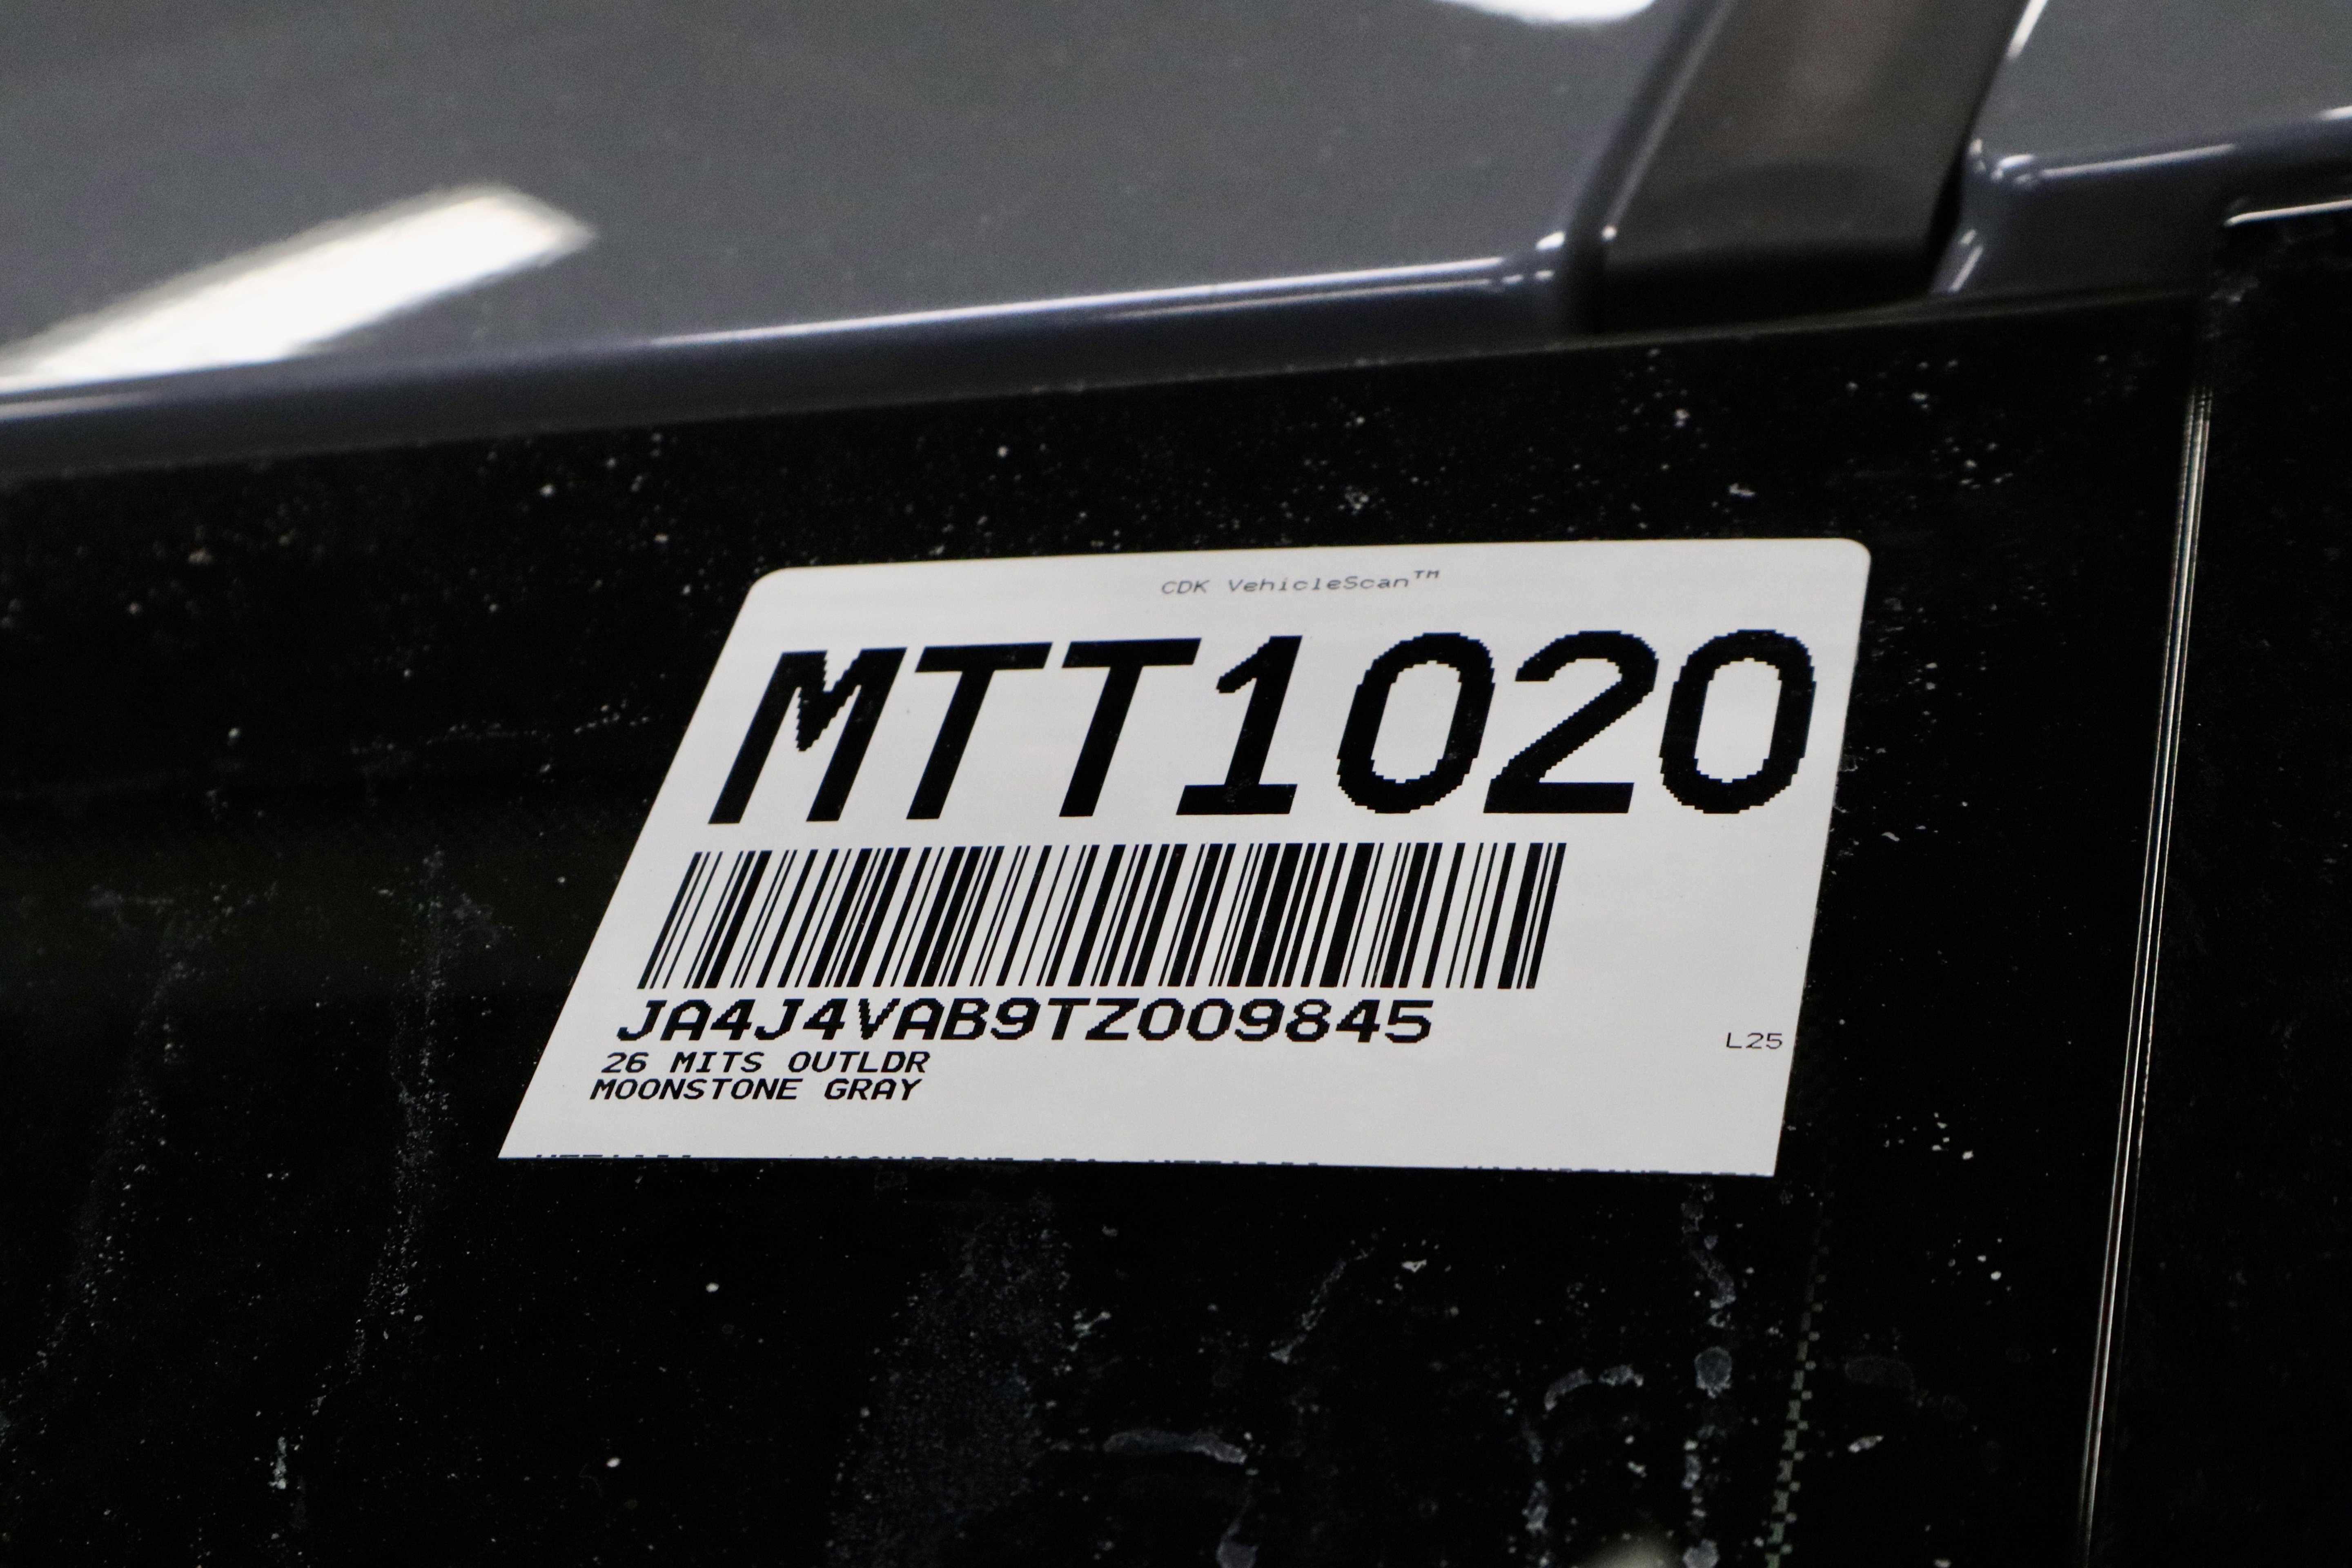 CDK VehicleScan™
MTT1020
JA4J4VAB9TZ009845
L25
26 MITS OUTLDR
MOONSTONE GRAY